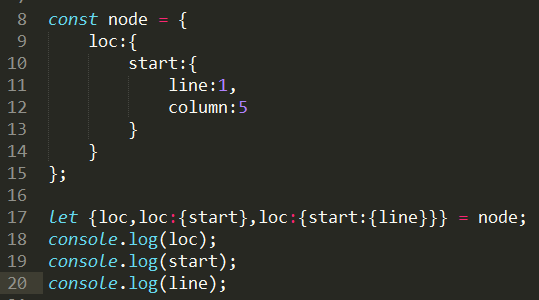 8 const node = {
9     loc:{
10         start:{
11             line:1,
12             column:5
13         }
14     }
15 };
16
17 let {loc,loc:{start},loc:{start:{line}}} = node;
18 console.log(loc);
19 console.log(start);
20 console.log(line);